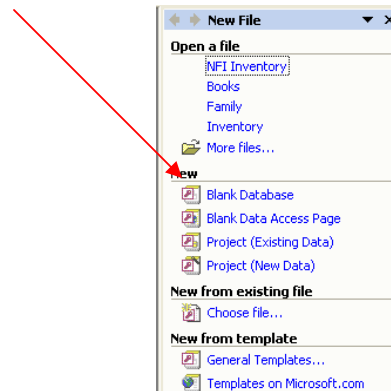 New File
Open a file
NFI Inventory
Books
Family
Inventory
More files...
New
Blank Database
Blank Data Access Page
Project (Existing Data)
Project (New Data)
New from existing file
Choose file...
New from template
General Templates...
Templates on Microsoft.com